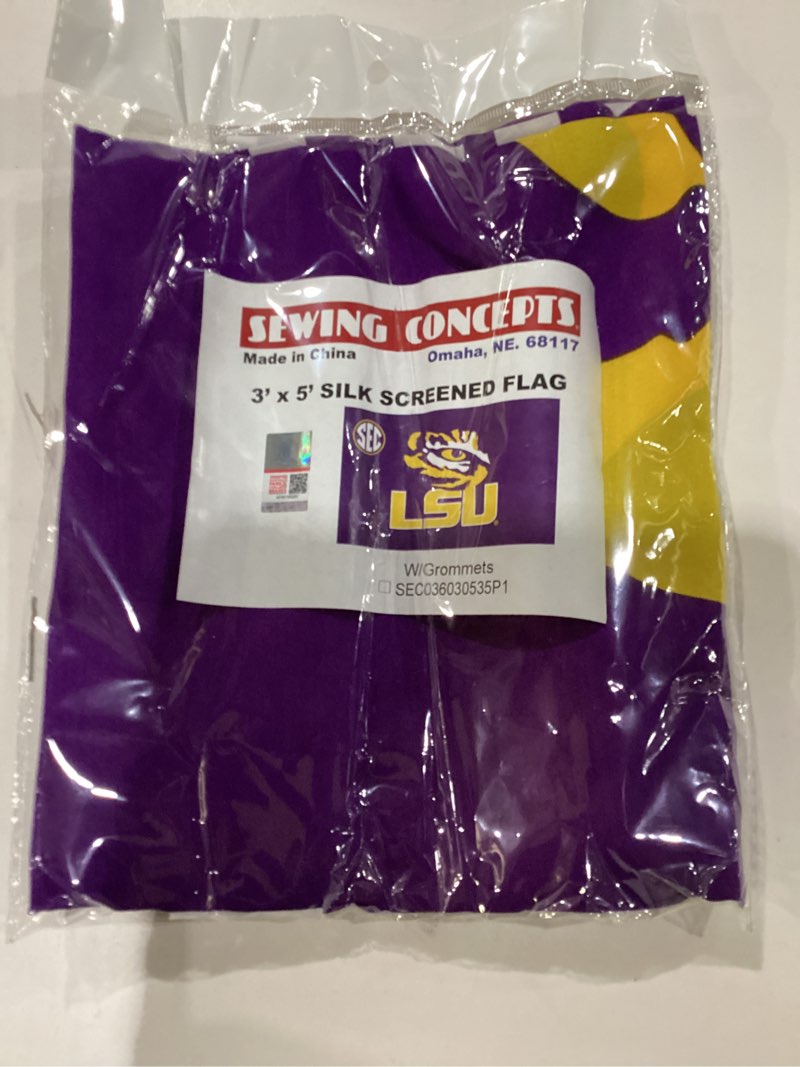 SEWING CONCEPTS
Made in China
Omaha, NE. 68117
3' x 5' SILK SCREENED FLAG
SEC
LSU
W/Grommets
SEC036030535P1